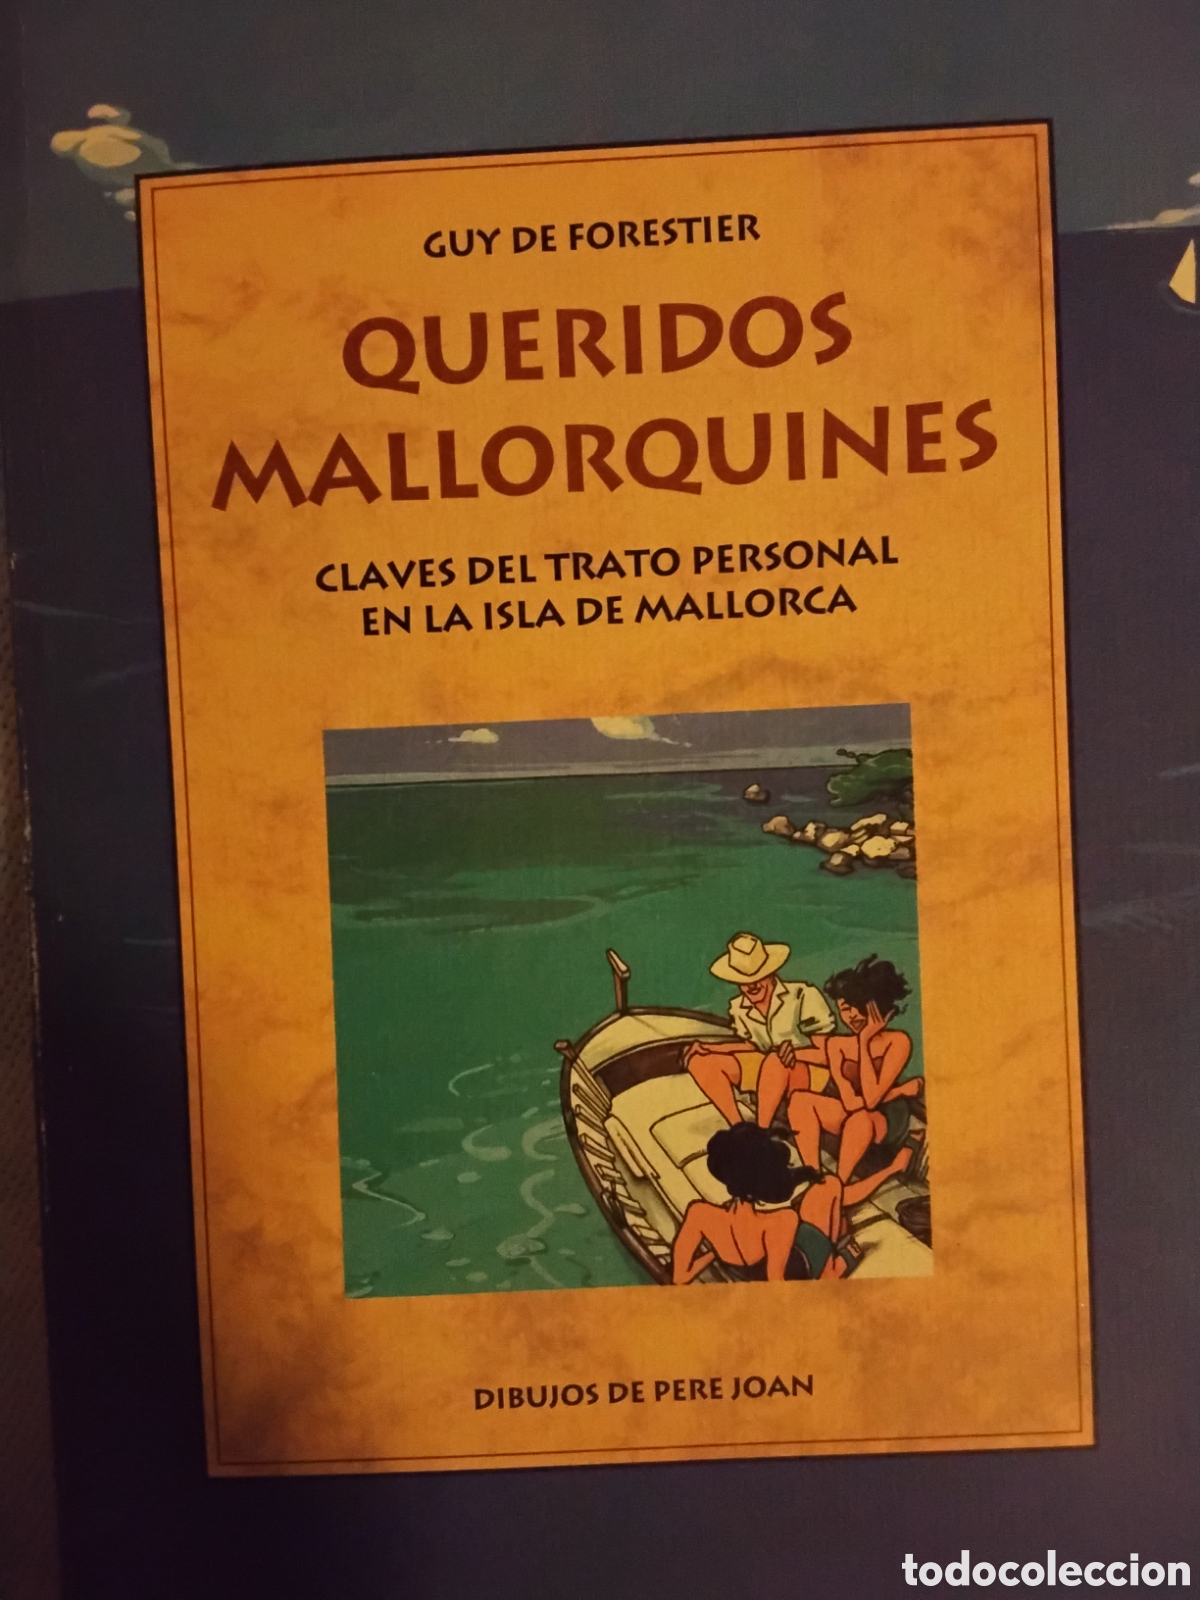 GUY DE FORESTIER
QUERIDOS
MALLORQUINES
CLAVES DEL TRATO PERSONAL
EN LA ISLA DE MALLORCA
DIBUJOS DE PERE JOAN
todocoleccion